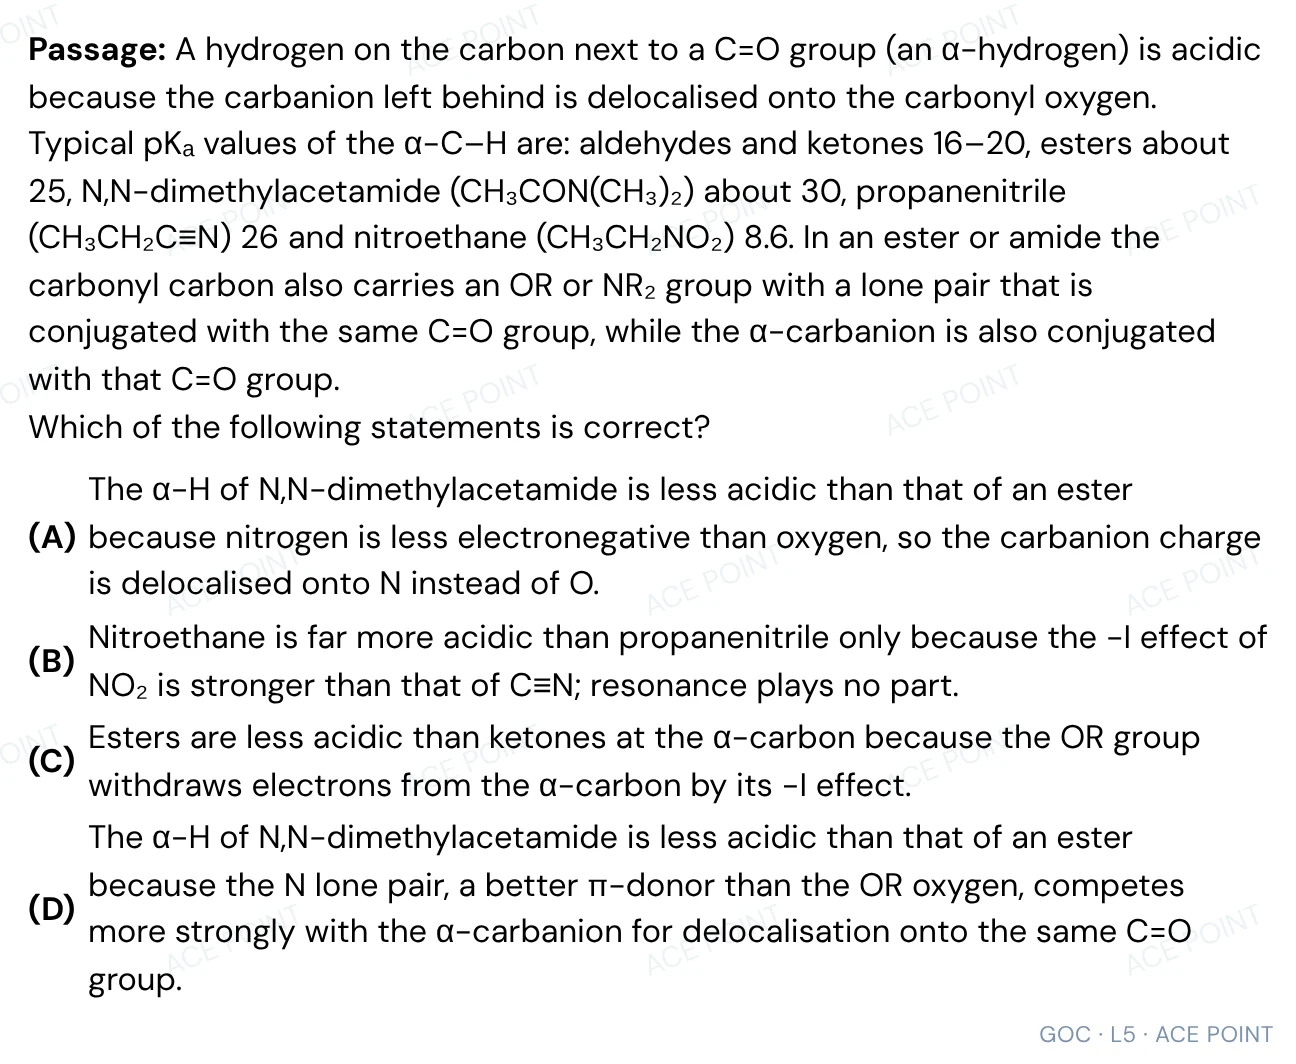 Passage: A hydrogen on the carbon next to a C=O group (an α-hydrogen) is acidic
because the carbanion left behind is delocalised onto the carbonyl oxygen.
Typical pKₐ values of the α-C–H are: aldehydes and ketones 16–20, esters about
25, N,N-dimethylacetamide (CH₃CON(CH₃)₂) about 30, propanenitrile
(CH₃CH₂C≡N) 26 and nitroethane (CH₃CH₂NO₂) 8.6. In an ester or amide the
carbonyl carbon also carries an OR or NR₂ group with a lone pair that is
conjugated with the same C=O group, while the α-carbanion is also conjugated
with that C=O group.
Which of the following statements is correct?
The α-H of N,N-dimethylacetamide is less acidic than that of an ester
(A) because nitrogen is less electronegative than oxygen, so the carbanion charge
is delocalised onto N instead of O.
Nitroethane is far more acidic than propanenitrile only because the -I effect of
(B)
NO₂ is stronger than that of C≡N; resonance plays no part.
Esters are less acidic than ketones at the α-carbon because the OR group
(C)
withdraws electrons from the α-carbon by its -I effect.
The α-H of N,N-dimethylacetamide is less acidic than that of an ester
because the N lone pair, a better π-donor than the OR oxygen, competes
(D)
more strongly with the α-carbanion for delocalisation onto the same C=O
group.
GOC · L5 · ACE POINT